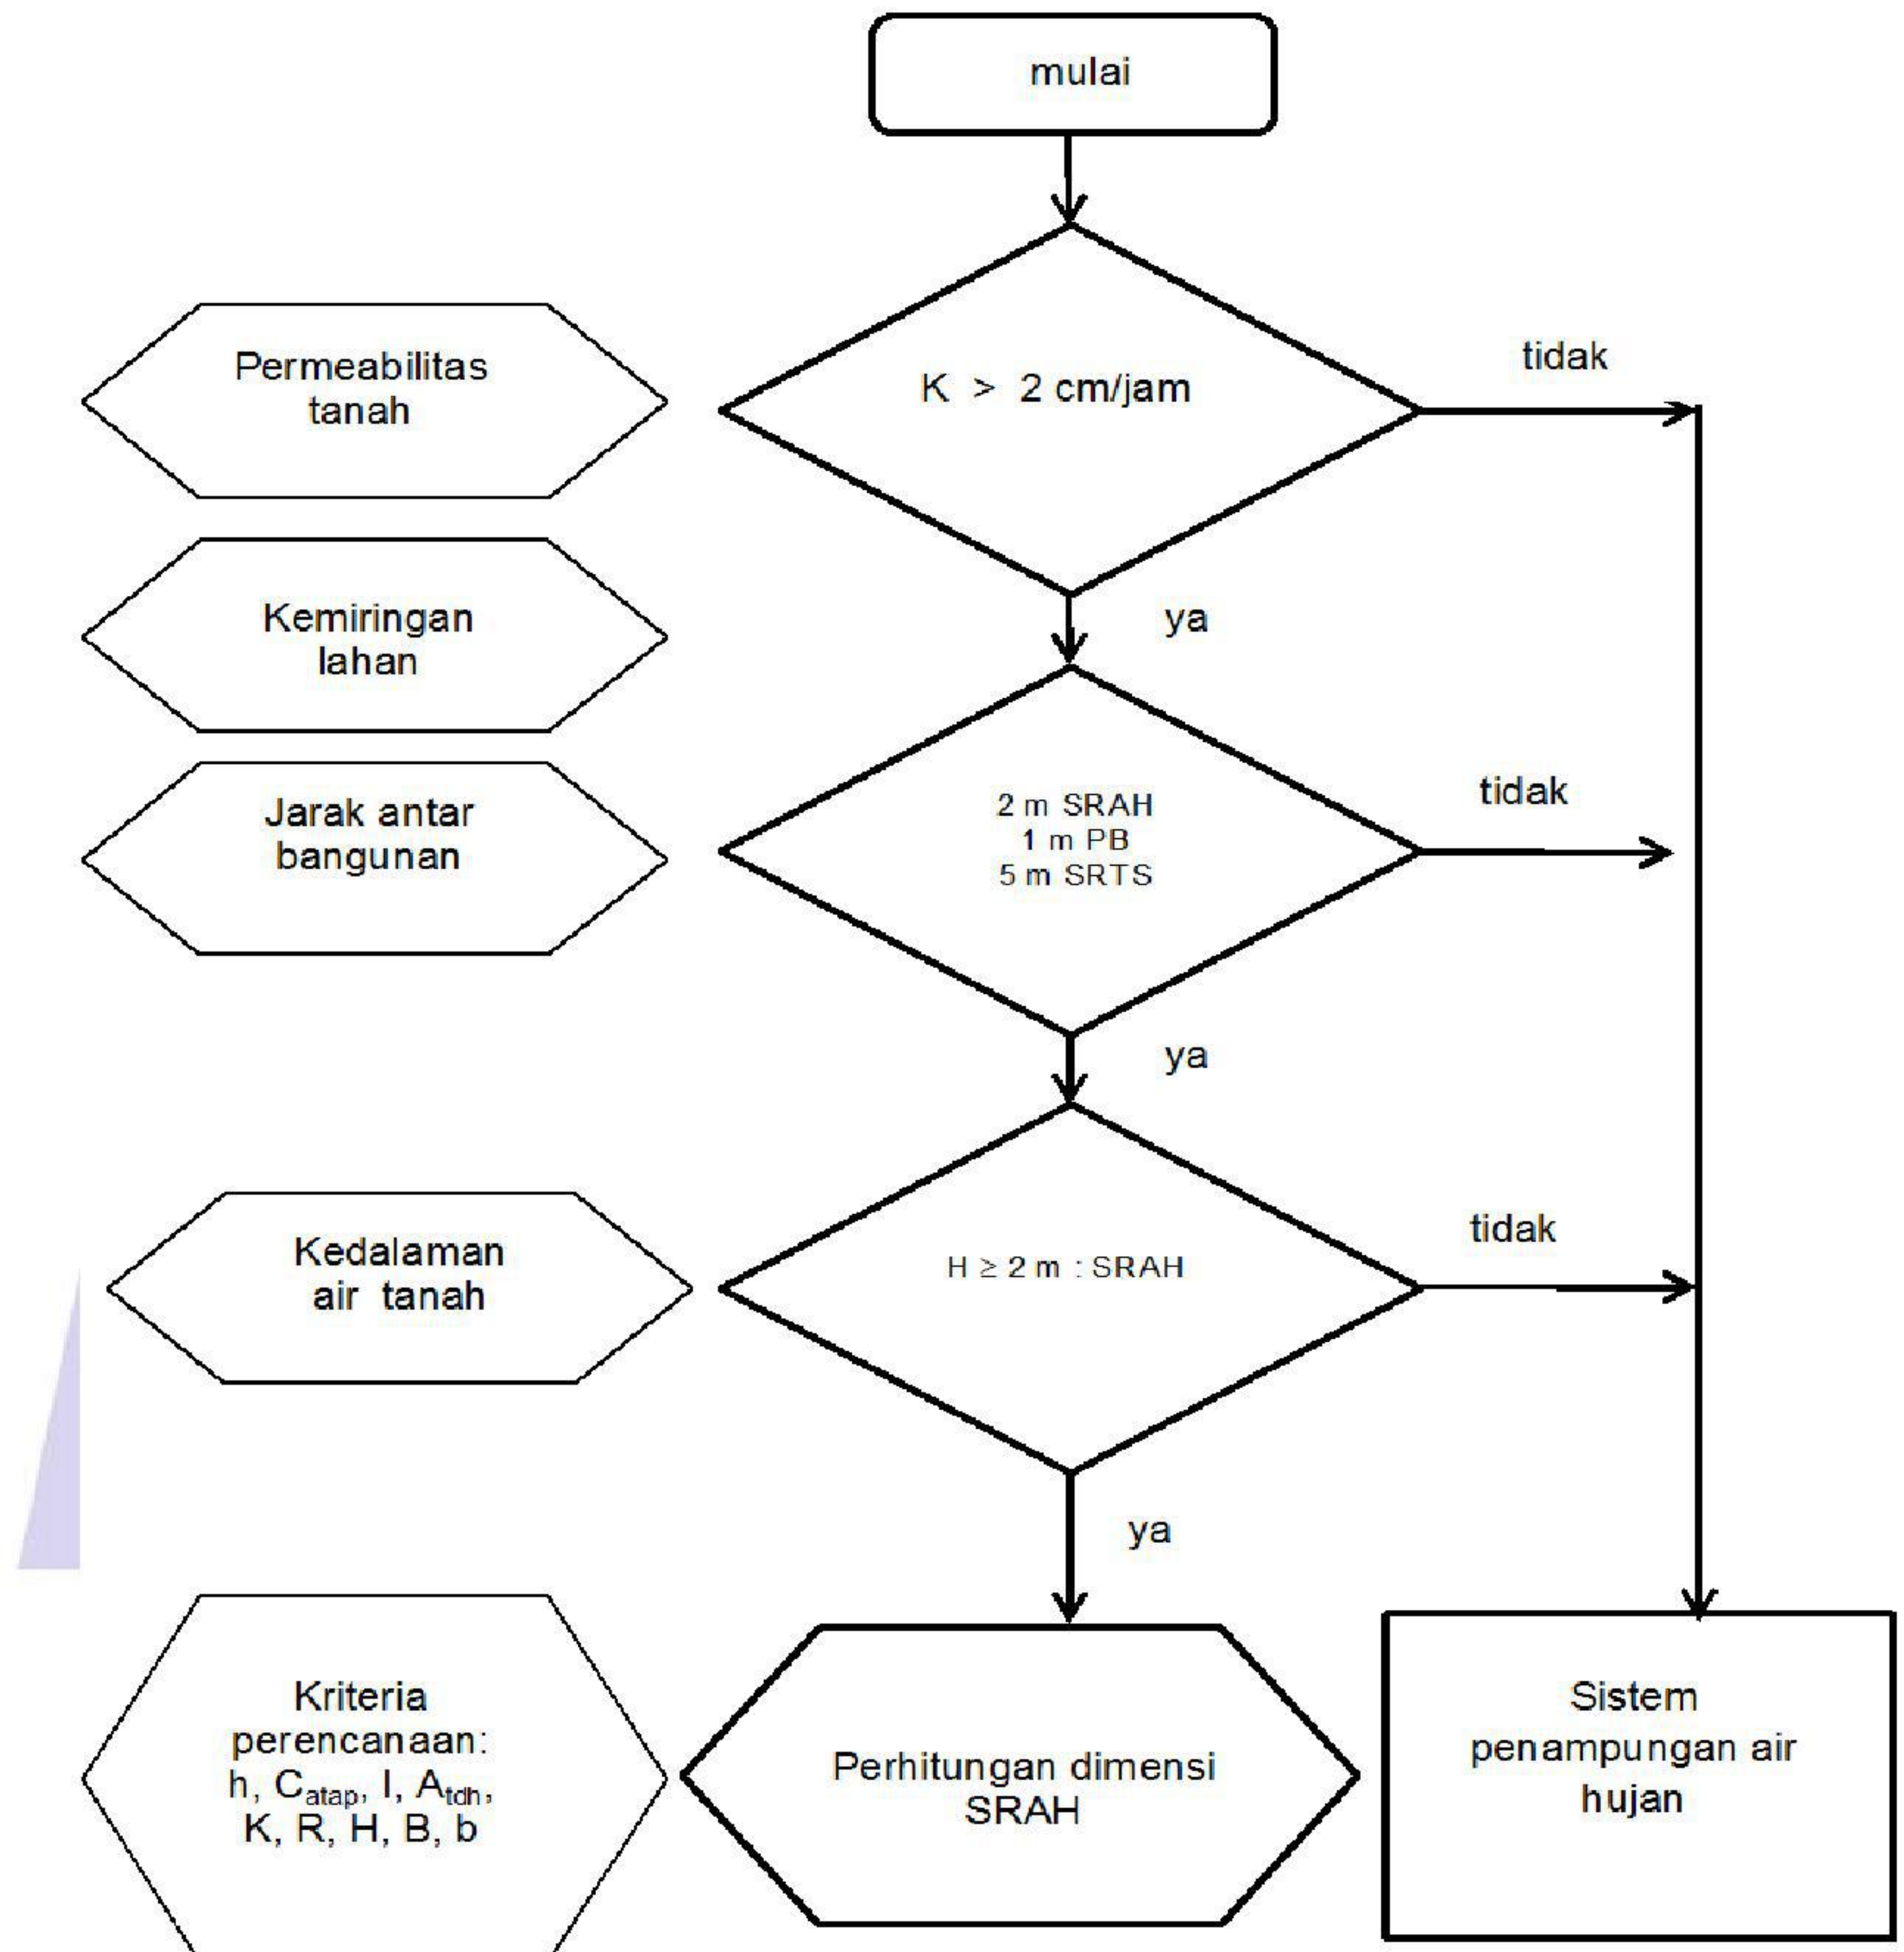 mulai
Permeabilitas
tanah
K > 2 cm/jam
tidak
ya
Kemiringan
lahan
Jarak antar
bangunan
2 m SRAH
1 m PB
5 m SRTS
tidak
ya
Kedalaman
air tanah
H ≥ 2 m : SRAH
tidak
ya
Kriteria
perencanaan:
h, Catap, I, Atdh,
K, R, H, B, b
Perhitungan dimensi
SRAH
Sistem
penampungan air
hujan